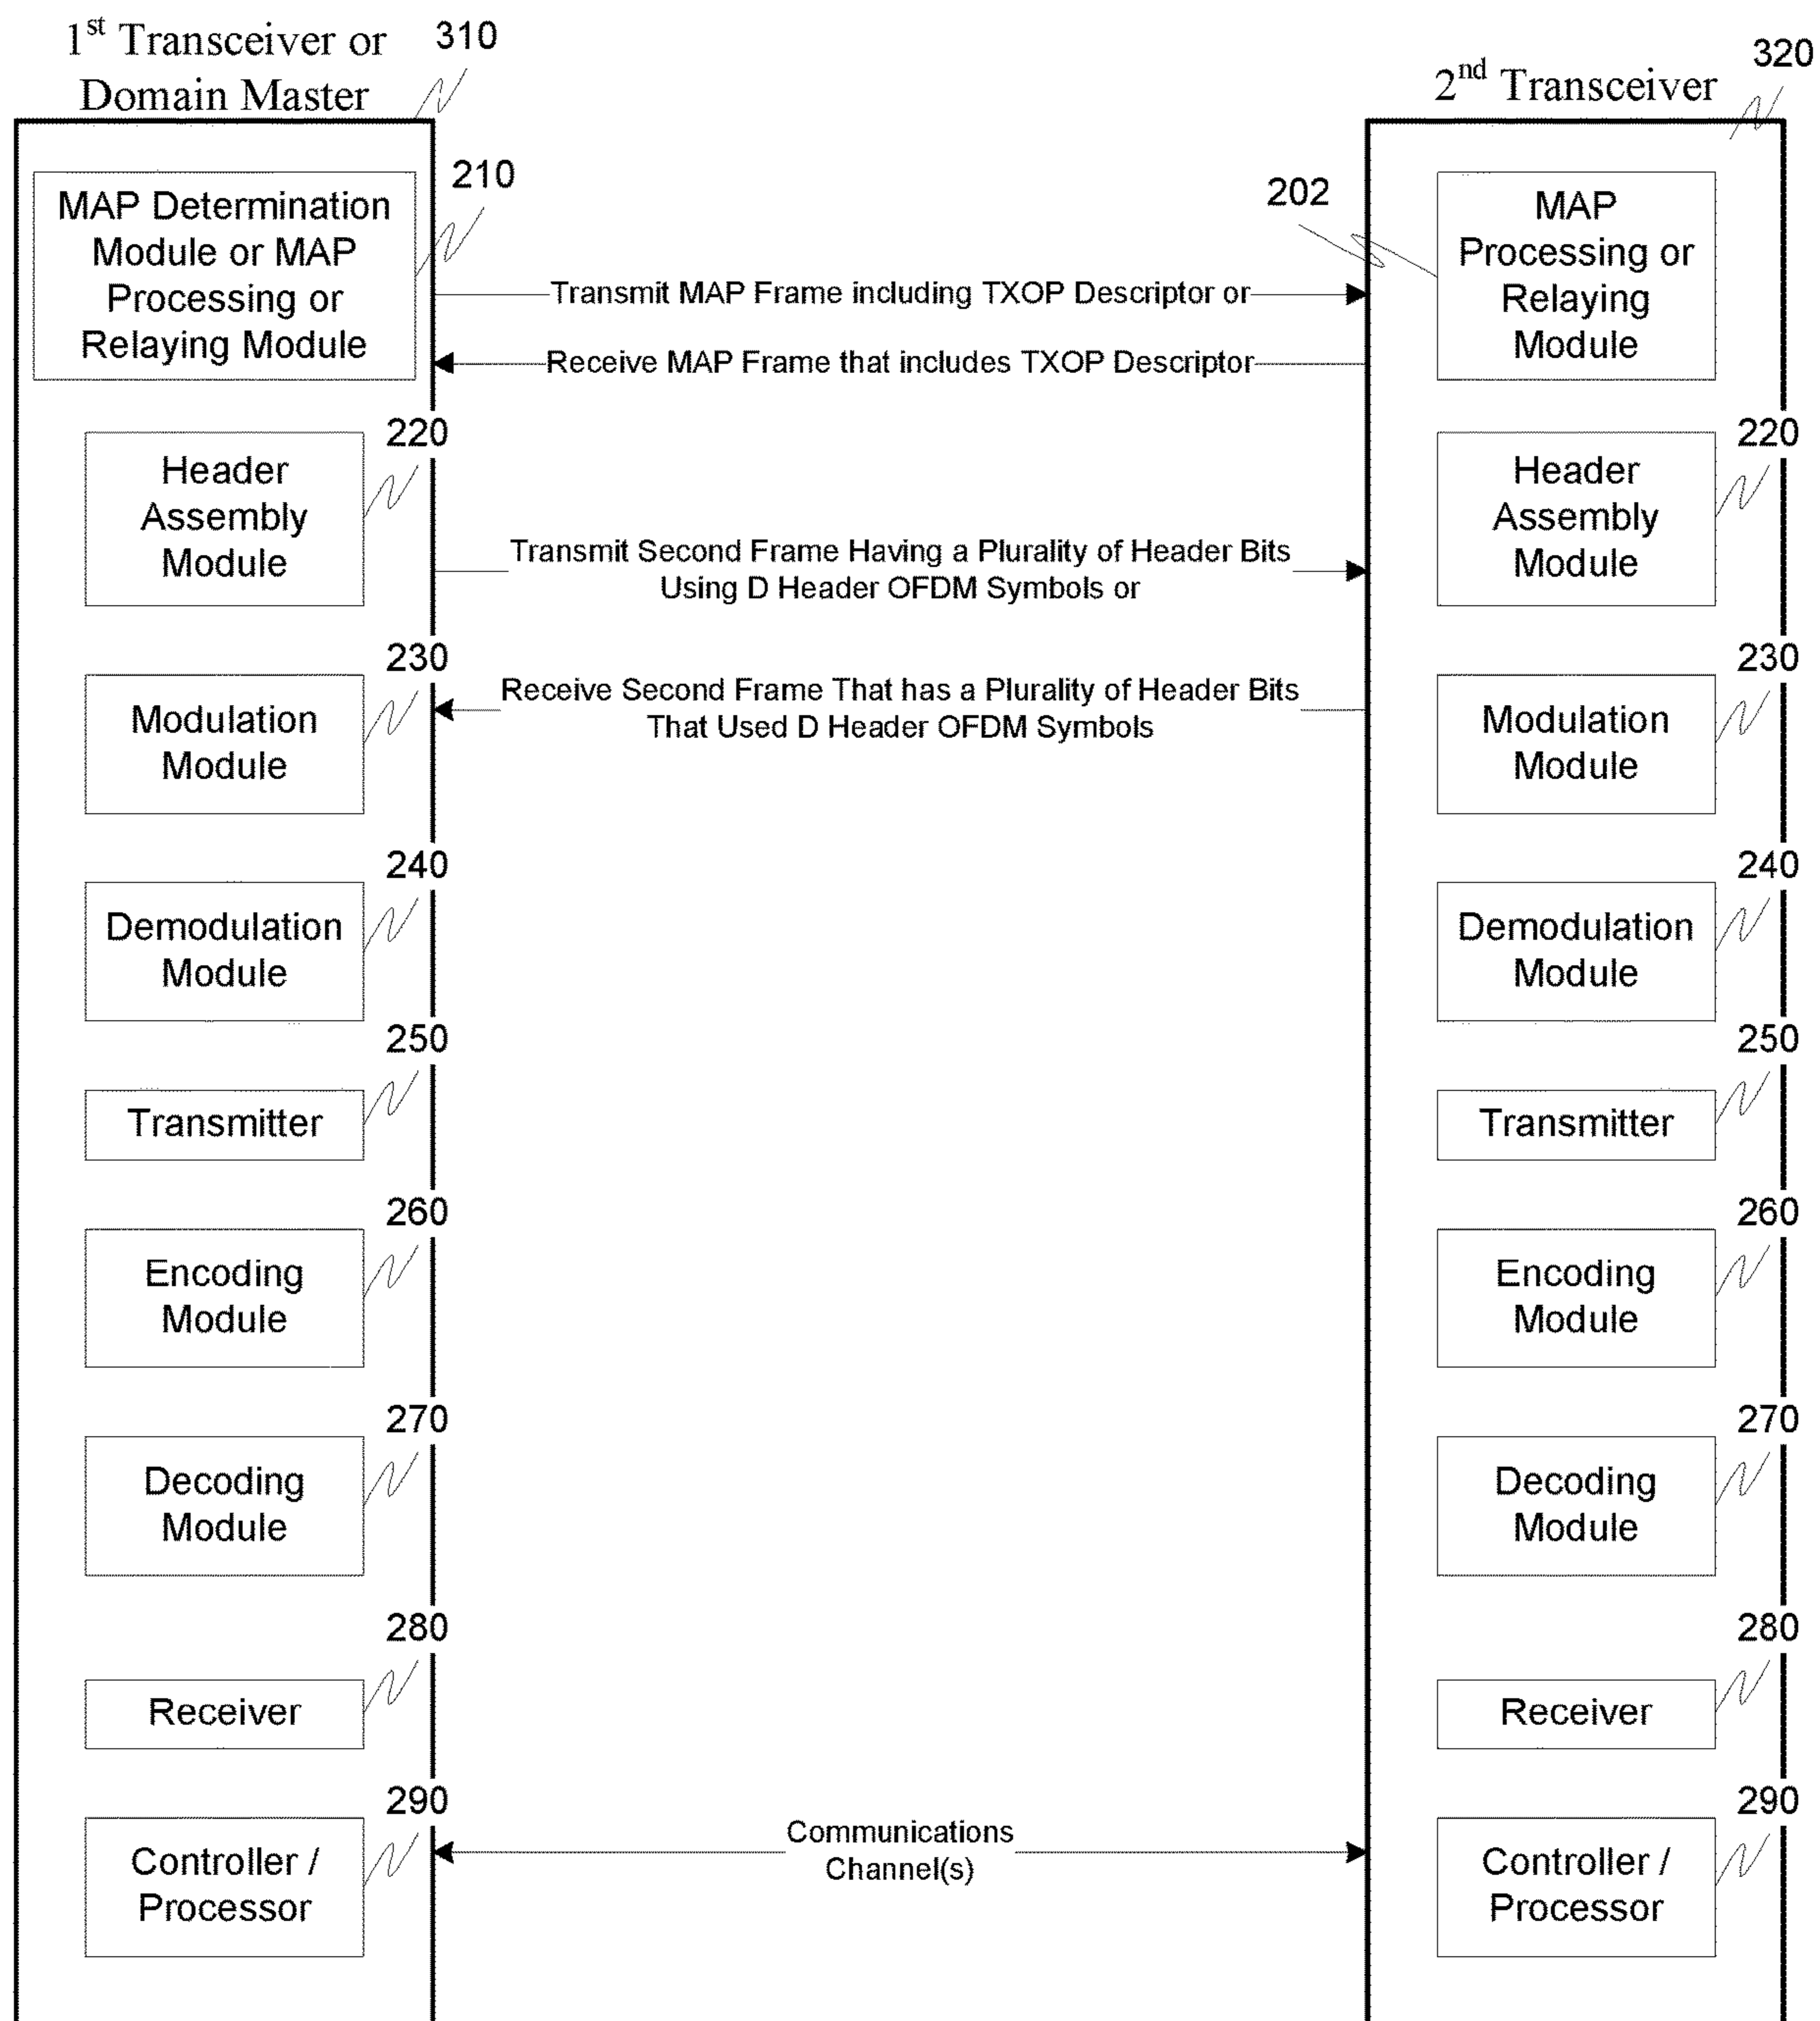 1st Transceiver or
Domain Master
310
2nd Transceiver
320
MAP Determination
Module or MAP
Processing or
Relaying Module
210
202
MAP
Processing or
Relaying
Module
Transmit MAP Frame including TXOP Descriptor or
Receive MAP Frame that includes TXOP Descriptor
220
Header
Assembly
Module
220
Header
Assembly
Module
Transmit Second Frame Having a Plurality of Header Bits
Using D Header OFDM Symbols or
230
Modulation
Module
230
Modulation
Module
Receive Second Frame That has a Plurality of Header Bits
That Used D Header OFDM Symbols
240
Demodulation
Module
240
Demodulation
Module
250
Transmitter
250
Transmitter
260
Encoding
Module
260
Encoding
Module
270
Decoding
Module
270
Decoding
Module
280
Receiver
280
Receiver
290
Controller /
Processor
290
Controller /
Processor
Communications
Channel(s)